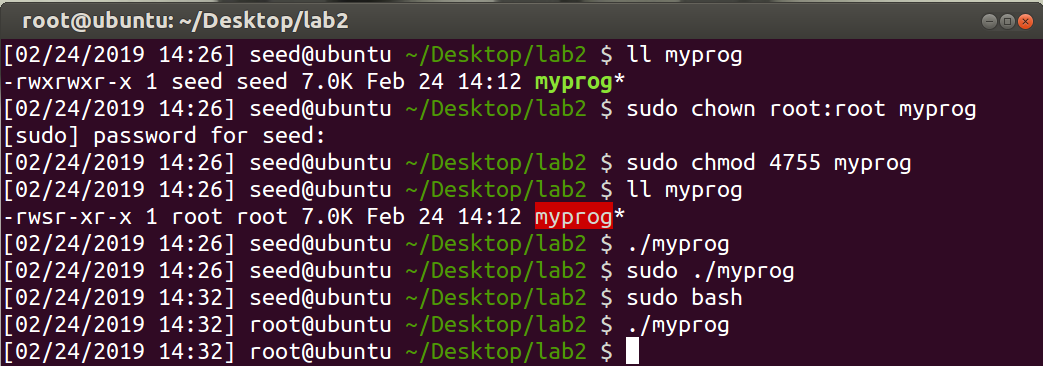 root@ubuntu: ~/Desktop/lab2
[02/24/2019 14:26] seed@ubuntu ~/Desktop/lab2 $ ll myprog
-rwxrwxr-x 1 seed seed 7.0K Feb 24 14:12 myprog*
[02/24/2019 14:26] seed@ubuntu ~/Desktop/lab2 $ sudo chown root:root myprog
[sudo] password for seed:
[02/24/2019 14:26] seed@ubuntu ~/Desktop/lab2 $ sudo chmod 4755 myprog
[02/24/2019 14:26] seed@ubuntu ~/Desktop/lab2 $ ll myprog
-rwsr-xr-x 1 root root 7.0K Feb 24 14:12 myprog*
[02/24/2019 14:26] seed@ubuntu ~/Desktop/lab2 $ ./myprog
[02/24/2019 14:26] seed@ubuntu ~/Desktop/lab2 $ sudo ./myprog
[02/24/2019 14:32] seed@ubuntu ~/Desktop/lab2 $ sudo bash
[02/24/2019 14:32] root@ubuntu ~/Desktop/lab2 $ ./myprog
[02/24/2019 14:32] root@ubuntu ~/Desktop/lab2 $